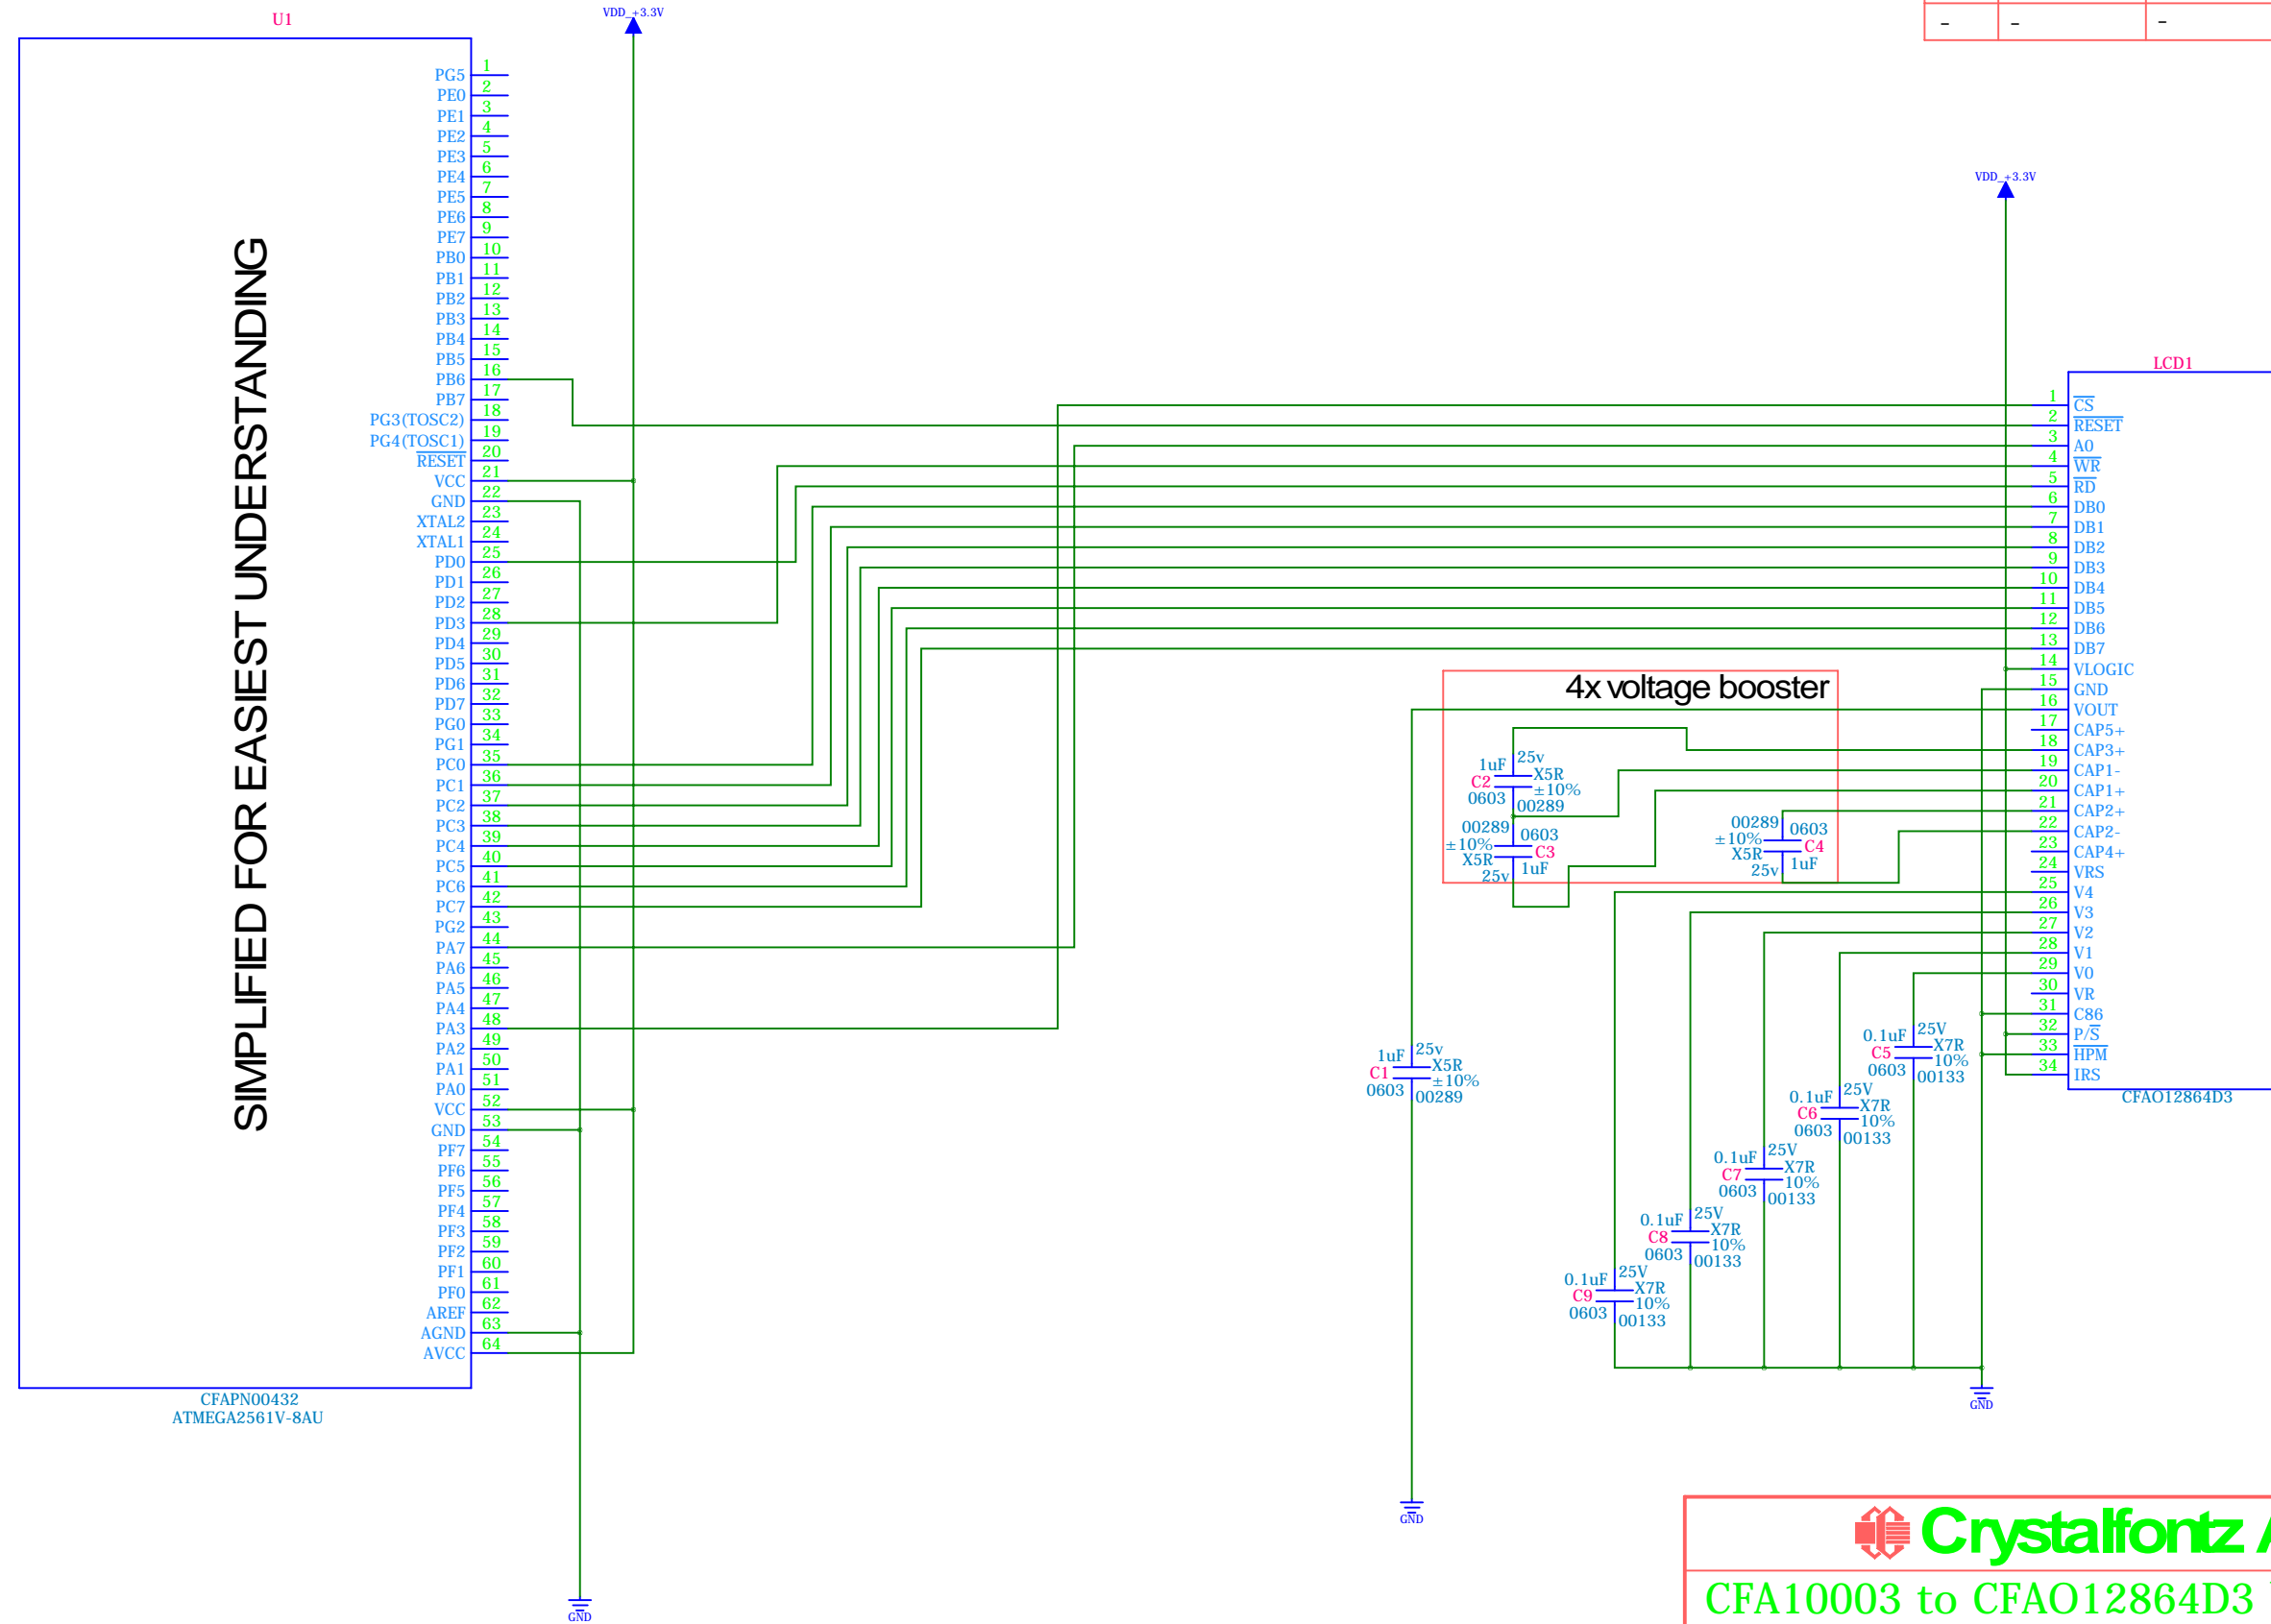 U1
VDD_+3.3V
- - -
SIMPLIFIED FOR EASIEST UNDERSTANDING
PG5 1
PE0 2
PE1 3
PE2 4
PE3 5
PE4 6
PE5 7
PE6 8
PE7 9
PB0 10
PB1 11
PB2 12
PB3 13
PB4 14
PB5 15
PB6 16
PB7 17
PG3(TOSC2) 18
PG4(TOSC1) 19
RESET 20
VCC 21
GND 22
XTAL2 23
XTAL1 24
PD0 25
PD1 26
PD2 27
PD3 28
PD4 29
PD5 30
PD6 31
PD7 32
PG0 33
PG1 34
PC0 35
PC1 36
PC2 37
PC3 38
PC4 39
PC5 40
PC6 41
PC7 42
PG2 43
PA7 44
PA6 45
PA5 46
PA4 47
PA3 48
PA2 49
PA1 50
PA0 51
VCC 52
GND 53
PF7 54
PF6 55
PF5 56
PF4 57
PF3 58
PF2 59
PF1 60
PF0 61
AREF 62
AGND 63
AVCC 64
CFAPN00432
ATMEGA2561V-8AU
GND
VDD_+3.3V
LCD1
1 CS
2 RESET
3 A0
4 WR
5 RD
6 DB0
7 DB1
8 DB2
9 DB3
10 DB4
11 DB5
12 DB6
13 DB7
14 VLOGIC
15 GND
16 VOUT
17 CAP5+
18 CAP3+
19 CAP1-
20 CAP1+
21 CAP2+
22 CAP2-
23 CAP4+
24 VRS
25 V4
26 V3
27 V2
28 V1
29 V0
30 VR
31 C86
32 P/S
33 HPM
34 IRS
CFAO12864D3
4x voltage booster
1uF 25v
C2 X5R
±10%
0603 00289
00289 0603
±10% C3
X5R 1uF
25v
00289 0603
±10% C4
X5R 1uF
25v
1uF 25v
C1 X5R
±10%
0603 00289
GND
0.1uF 25V
C5 X7R
10%
0603 00133
0.1uF 25V
C6 X7R
10%
0603 00133
0.1uF 25V
C7 X7R
10%
0603 00133
0.1uF 25V
C8 X7R
10%
0603 00133
0.1uF 25V
C9 X7R
10%
0603 00133
GND
Crystalfontz A
CFA10003 to CFAO12864D3